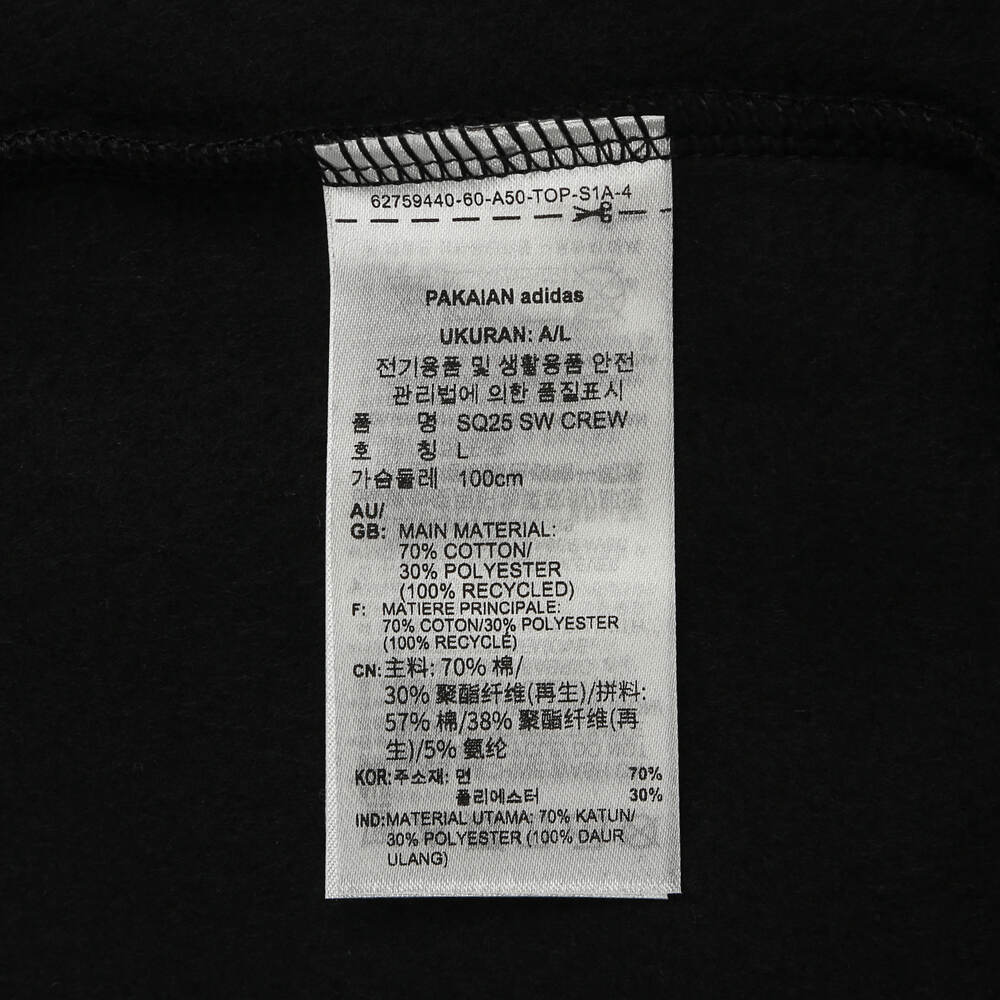 62759440-60-A50-TOP-S1A-4
PAKAIAN adidas
UKURAN: A/L
전기용품 및 생활용품 안전
관리법에 의한 품질표시
품 명 SQ25 SW CREW
호 칭 L
가슴둘레 100cm
AU/
GB: MAIN MATERIAL:
70% COTTON/
30% POLYESTER
(100% RECYCLED)
F: MATIERE PRINCIPALE:
70% COTON/30% POLYESTER
(100% RECYCLE)
CN:主料: 70% 棉/
30% 聚酯纤维(再生)/拼料:
57% 棉/38% 聚酯纤维(再
生)/5% 氨纶
KOR:주소재: 면 70%
폴리에스터 30%
IND:MATERIAL UTAMA: 70% KATUN/
30% POLYESTER (100% DAUR
ULANG)